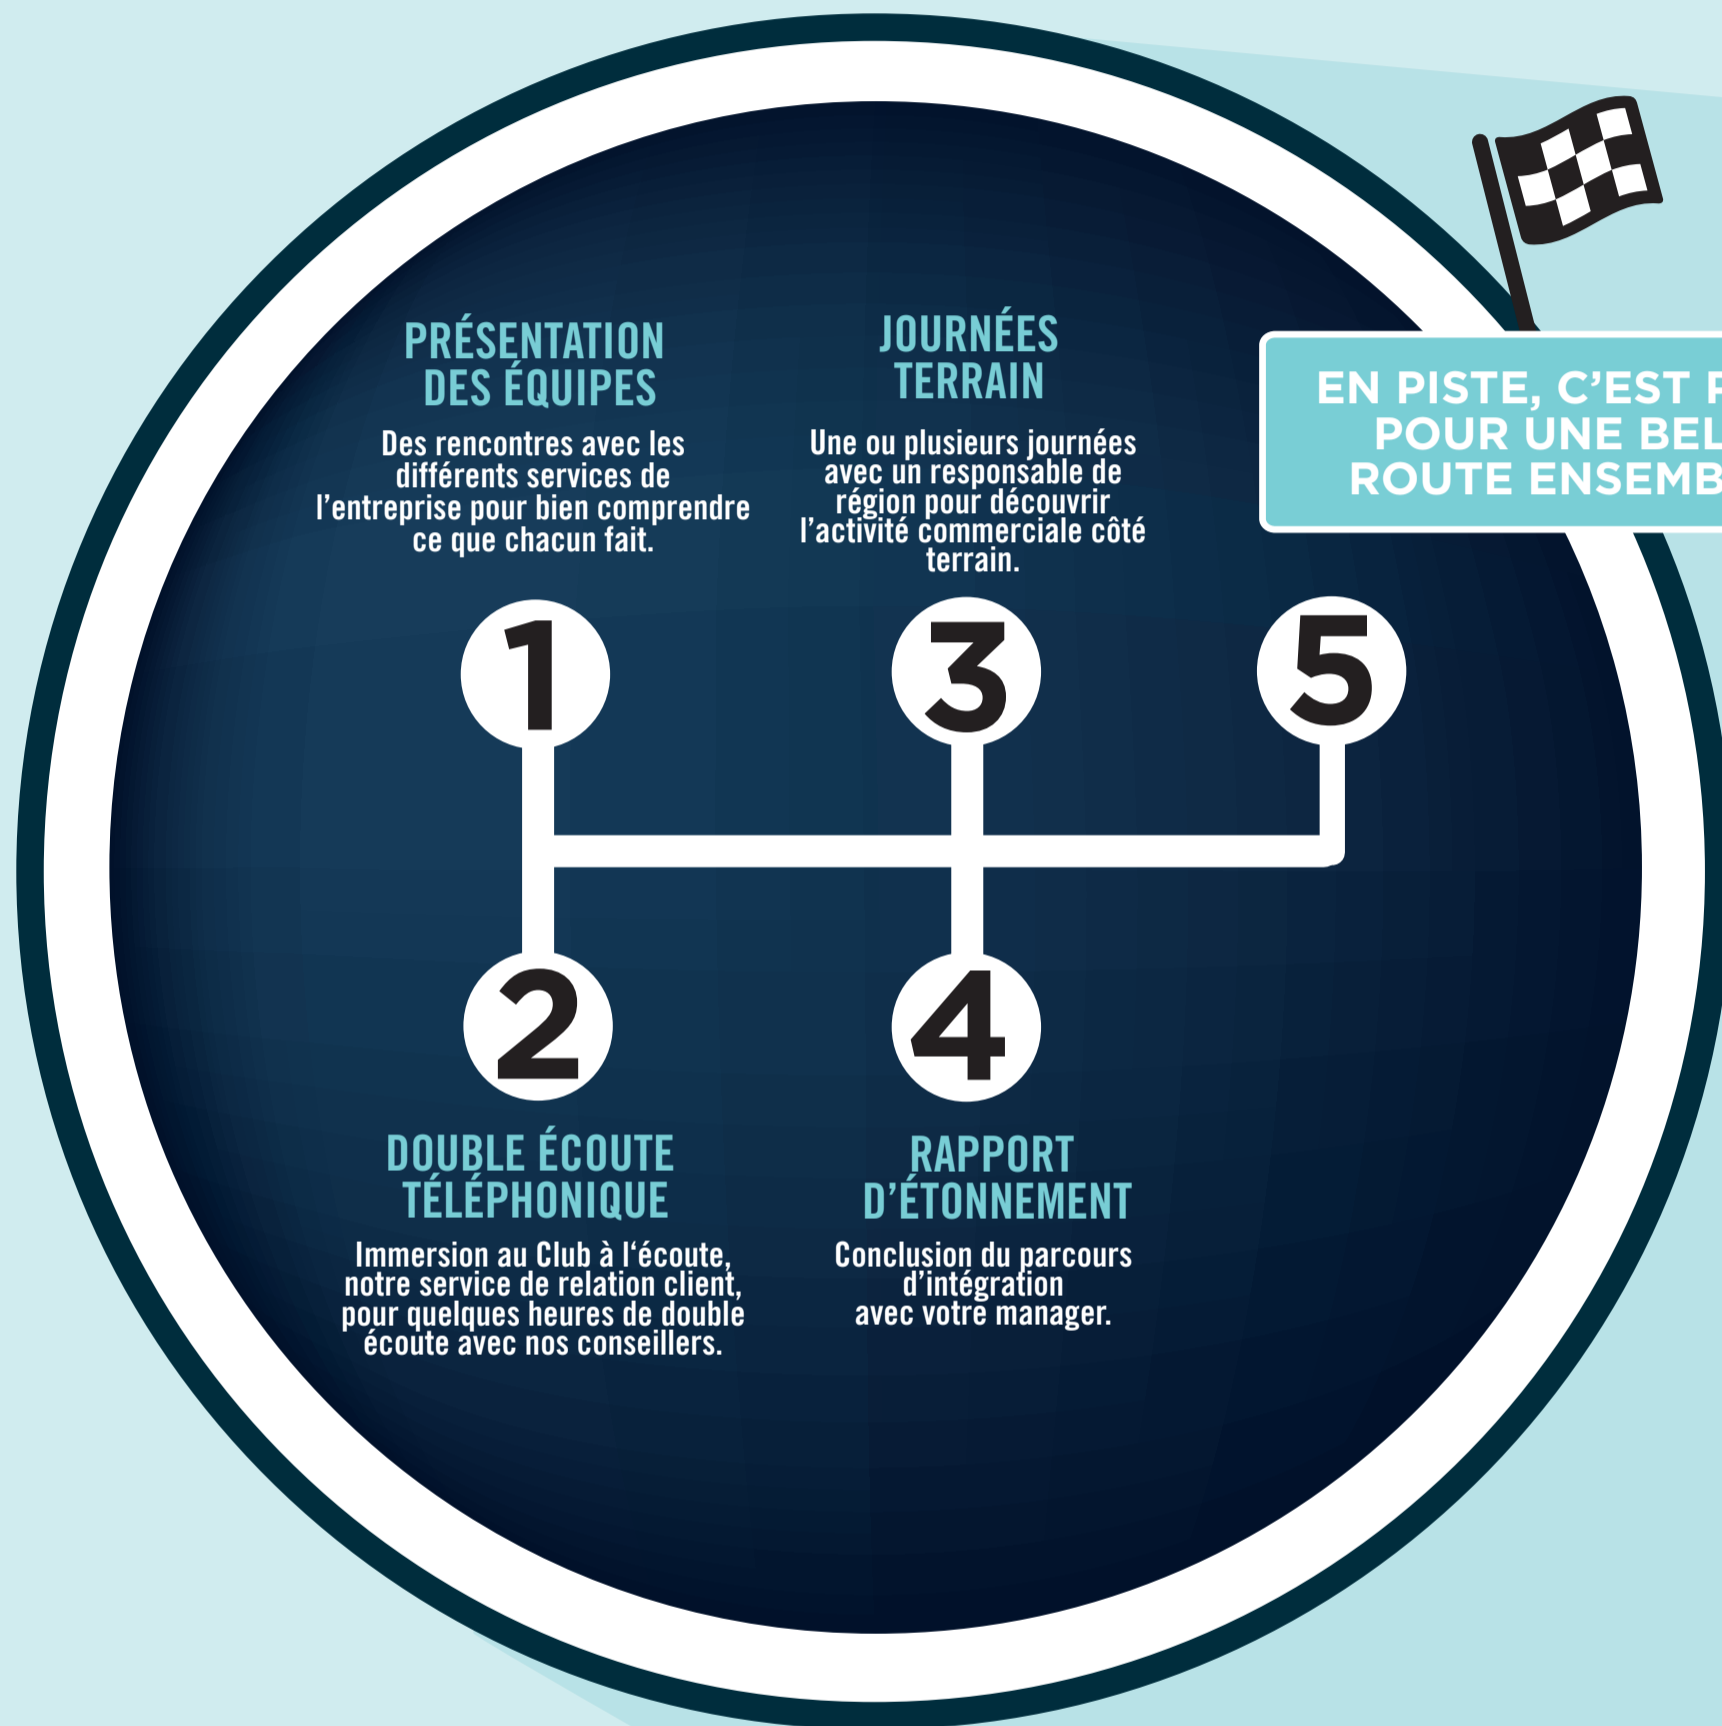 PRÉSENTATION
DES ÉQUIPES
Des rencontres avec les
différents services de
l'entreprise pour bien comprendre
ce que chacun fait.
1
JOURNÉES
TERRAIN
Une ou plusieurs journées
avec un responsable de
région pour découvrir
l'activité commerciale côté
terrain.
3
EN PISTE, C'EST
POUR UNE
ROUTE
5
2
DOUBLE ÉCOUTE
TÉLÉPHONIQUE
Immersion au Club à l‘écoute,
notre service de relation client,
pour quelques heures de double
écoute avec nos conseillers.
4
RAPPORT
D'ÉTONNEMENT
Conclusion du parcours
d'intégration
avec votre manager.